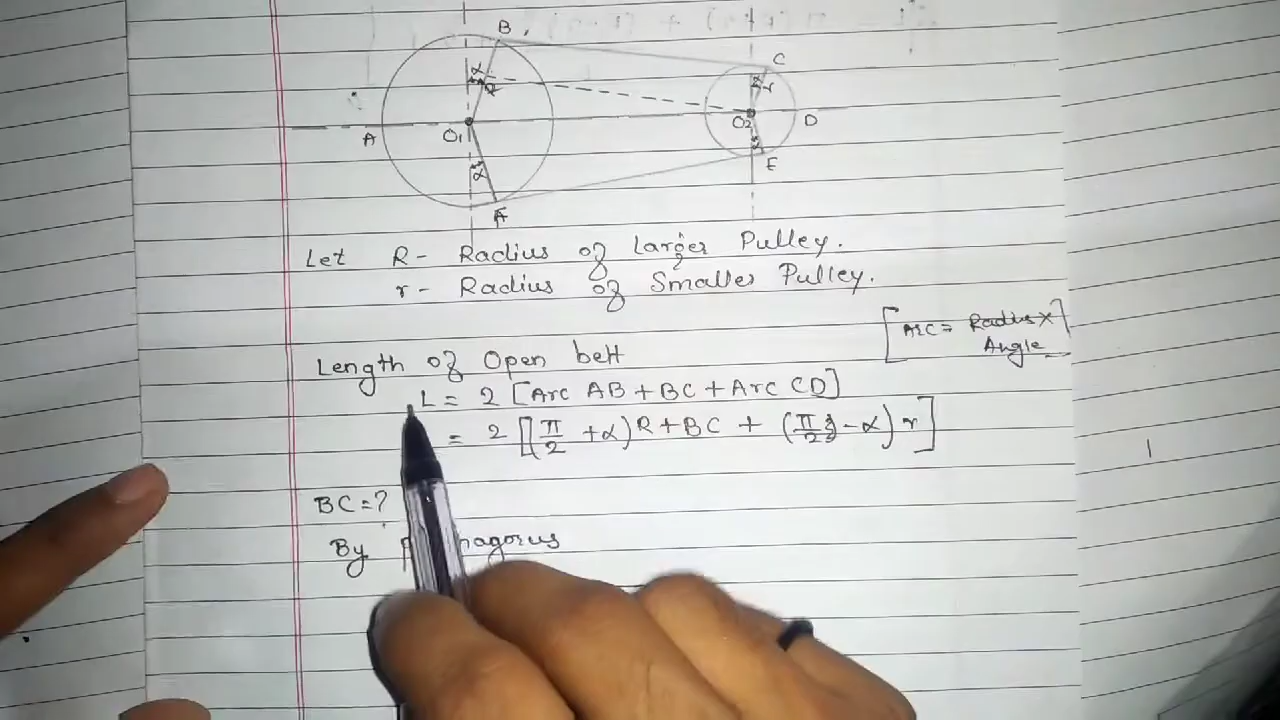 B
C
α
R
r
A
O1
O2
D
α
α
E
F
Let R- Radius of Larger Pulley.
r- Radius of Smaller Pulley.
[Arc = Radius ×
Angle]
Length of Open belt
L = 2 [Arc AB + BC + Arc CD]
= 2 [(π/2 + α) R + BC + (π/2 - α) r]
BC = ?
By